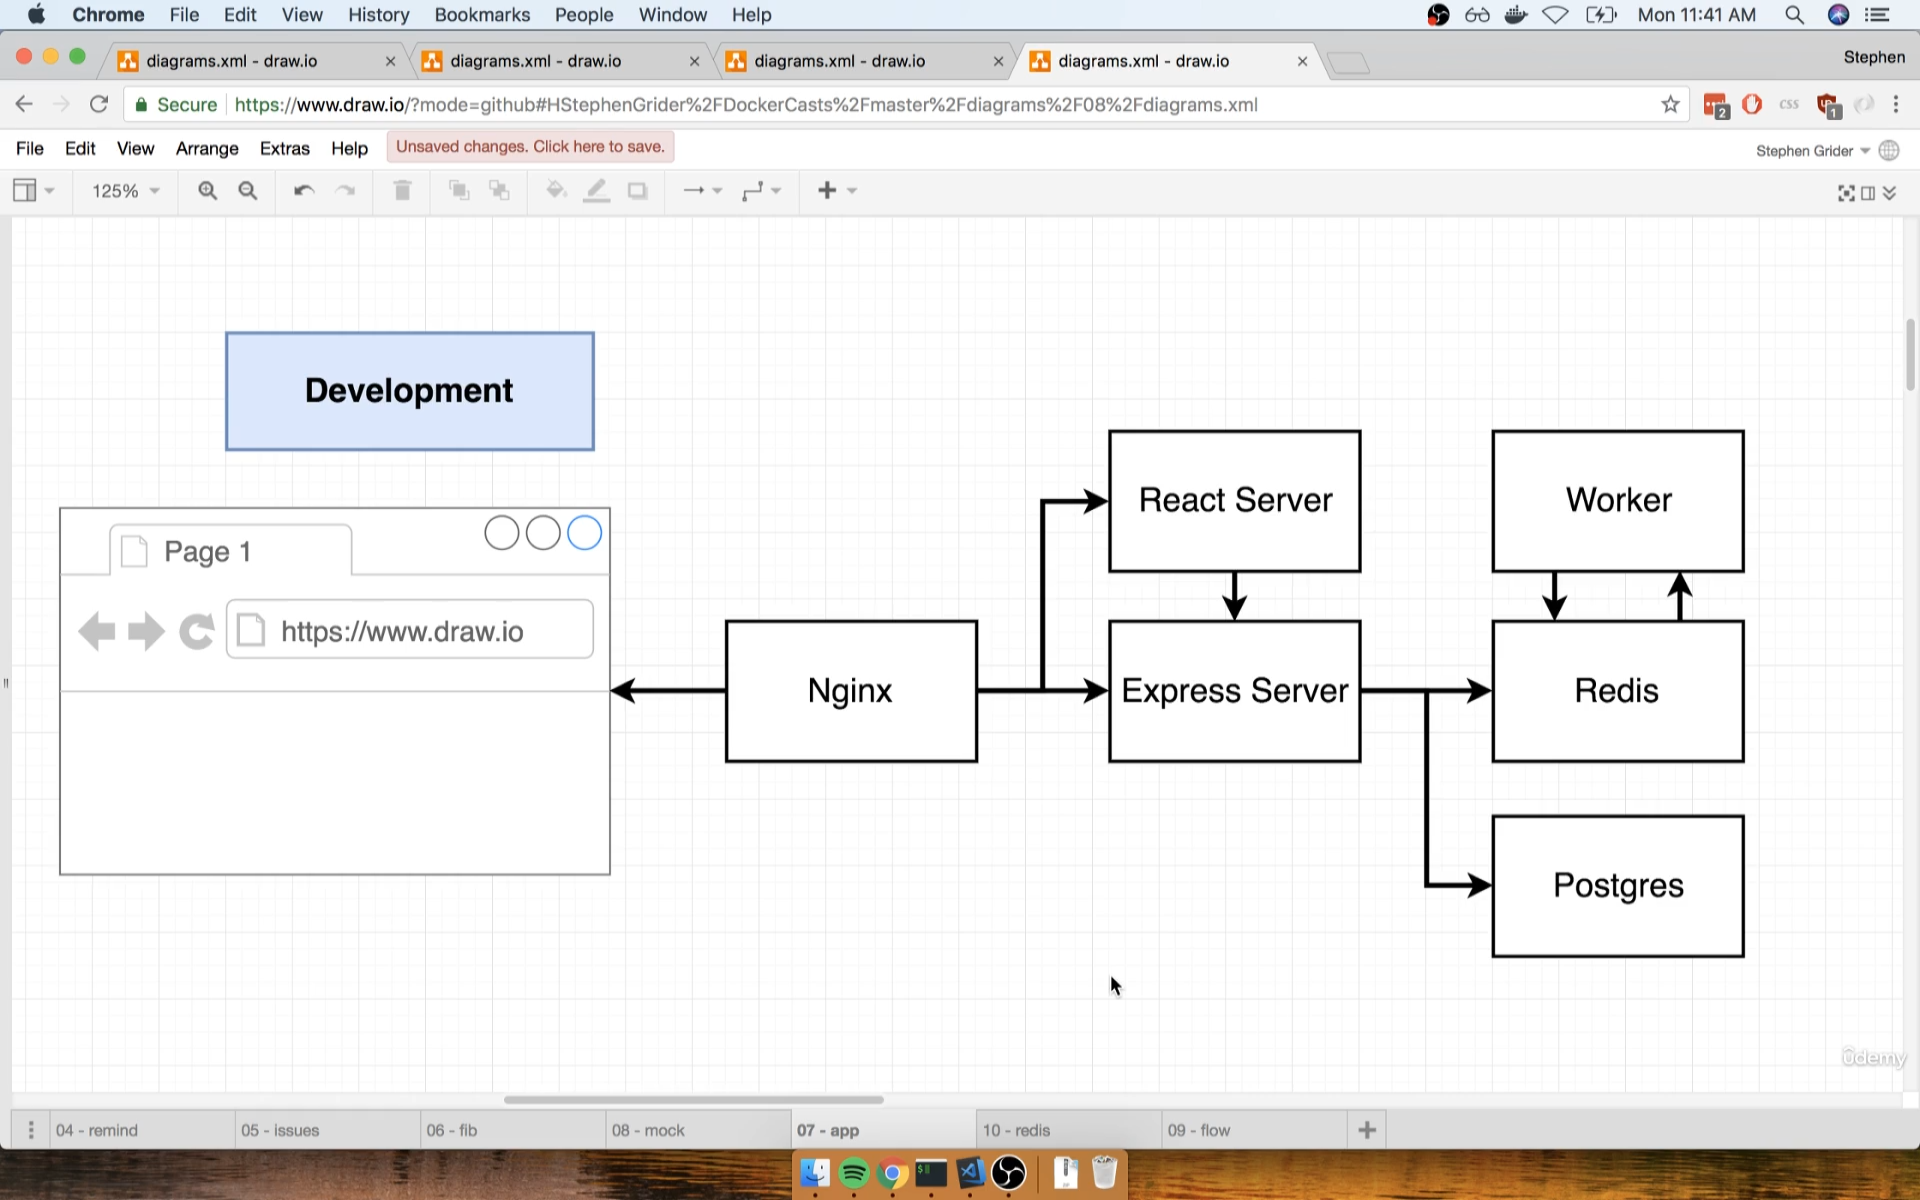 Chrome File Edit View History Bookmarks People Window Help Mon 11:41 AM
diagrams.xml - draw.io diagrams.xml - draw.io diagrams.xml - draw.io diagrams.xml - draw.io Stephen
Secure https://www.draw.io/?mode=github#HStephenGrider%2FDockerCasts%2Fmaster%2Fdiagrams%2F08%2Fdiagrams.xml 2 css 1
File Edit View Arrange Extras Help Unsaved changes. Click here to save. Stephen Grider
125%
Development
React Server
Worker
Page 1
https://www.draw.io
Nginx
Express Server
Redis
Postgres
ûdemy
04 - remind 05 - issues 06 - fib 08 - mock 07 - app 10 - redis 09 - flow